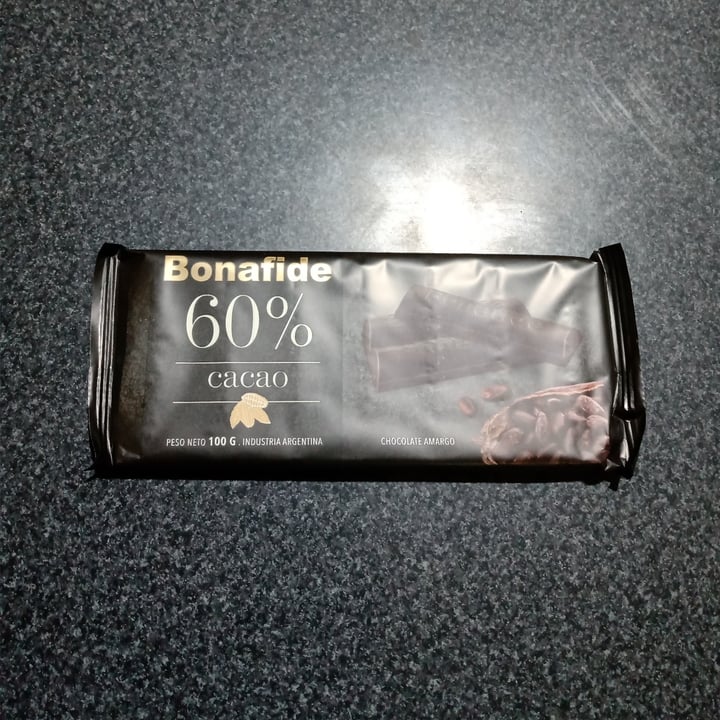 Bonafide
60%
cacao
PESO NETO 100 G . INDUSTRIA ARGENTINA
CHOCOLATE AMARGO